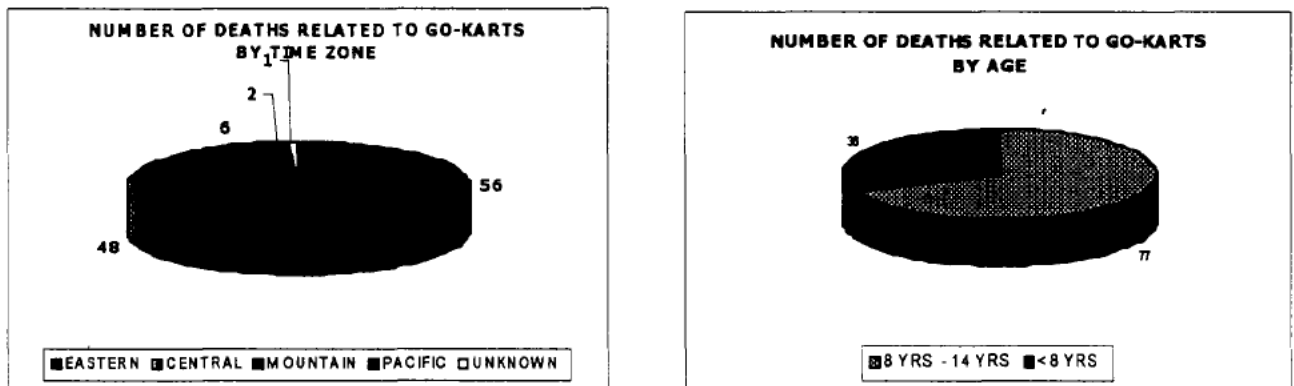 NUMBER OF DEATHS RELATED TO GO-KARTS
BY TIME ZONE
1
2
6
56
48
EASTERN CENTRAL MOUNTAIN PACIFIC UNKNOWN
NUMBER OF DEATHS RELATED TO GO-KARTS
BY AGE
38
77
8 YRS - 14 YRS <8 YRS